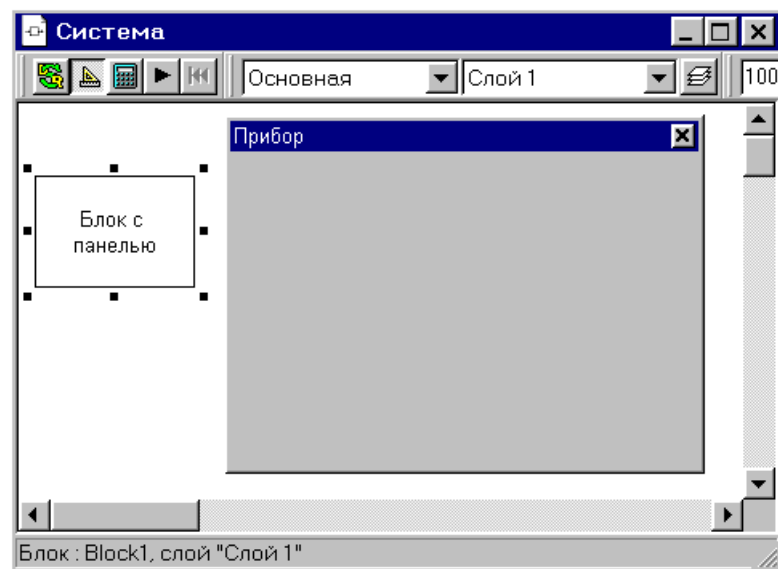 Система
Основная
Слой 1
100
Прибор
Блок с
панелью
Блок : Block1, слой "Слой 1"